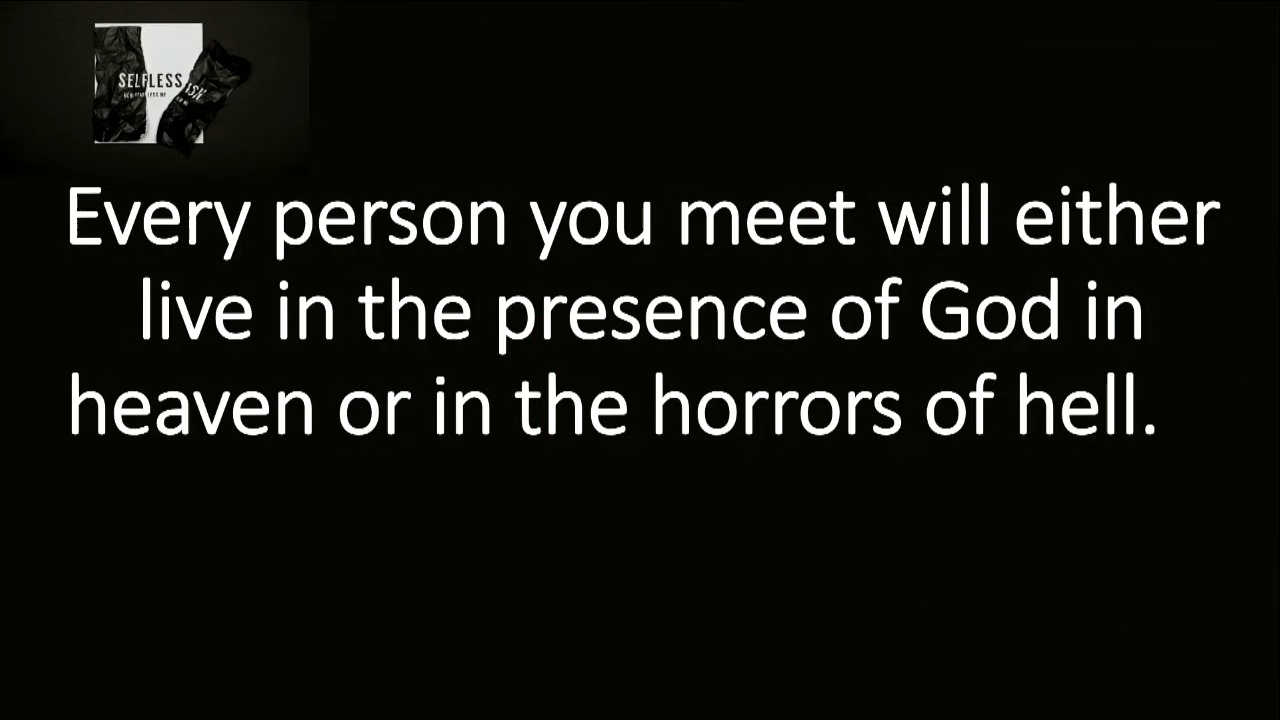 SELFLESS
Every person you meet will either
live in the presence of God in
heaven or in the horrors of hell.